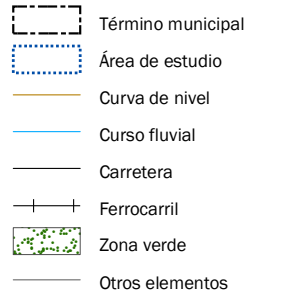 Término municipal
Área de estudio
Curva de nivel
Curso fluvial
Carretera
Ferrocarril
Zona verde
Otros elementos